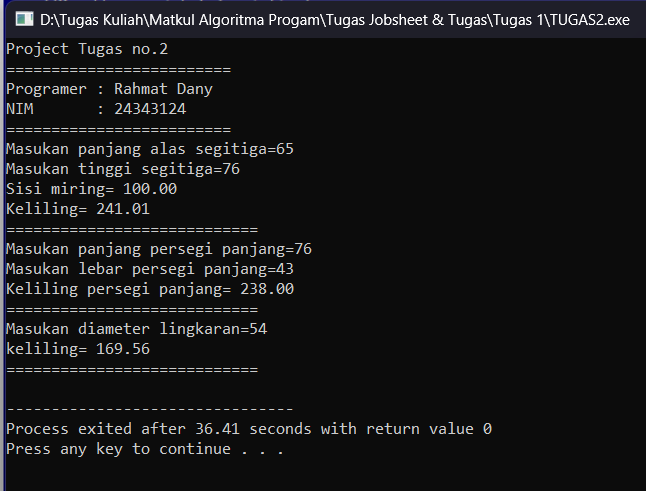 D:\Tugas Kuliah\Matkul Algoritma Progam\Tugas Jobsheet & Tugas\Tugas 1\TUGAS2.exe
Project Tugas no.2
=========================
Programer : Rahmat Dany
NIM       : 24343124
=========================
Masukan panjang alas segitiga=65
Masukan tinggi segitiga=76
Sisi miring= 100.00
Keliling= 241.01
============================
Masukan panjang persegi panjang=76
Masukan lebar persegi panjang=43
Keliling persegi panjang= 238.00
============================
Masukan diameter lingkaran=54
keliling= 169.56
============================
--------------------------------
Process exited after 36.41 seconds with return value 0
Press any key to continue . . .